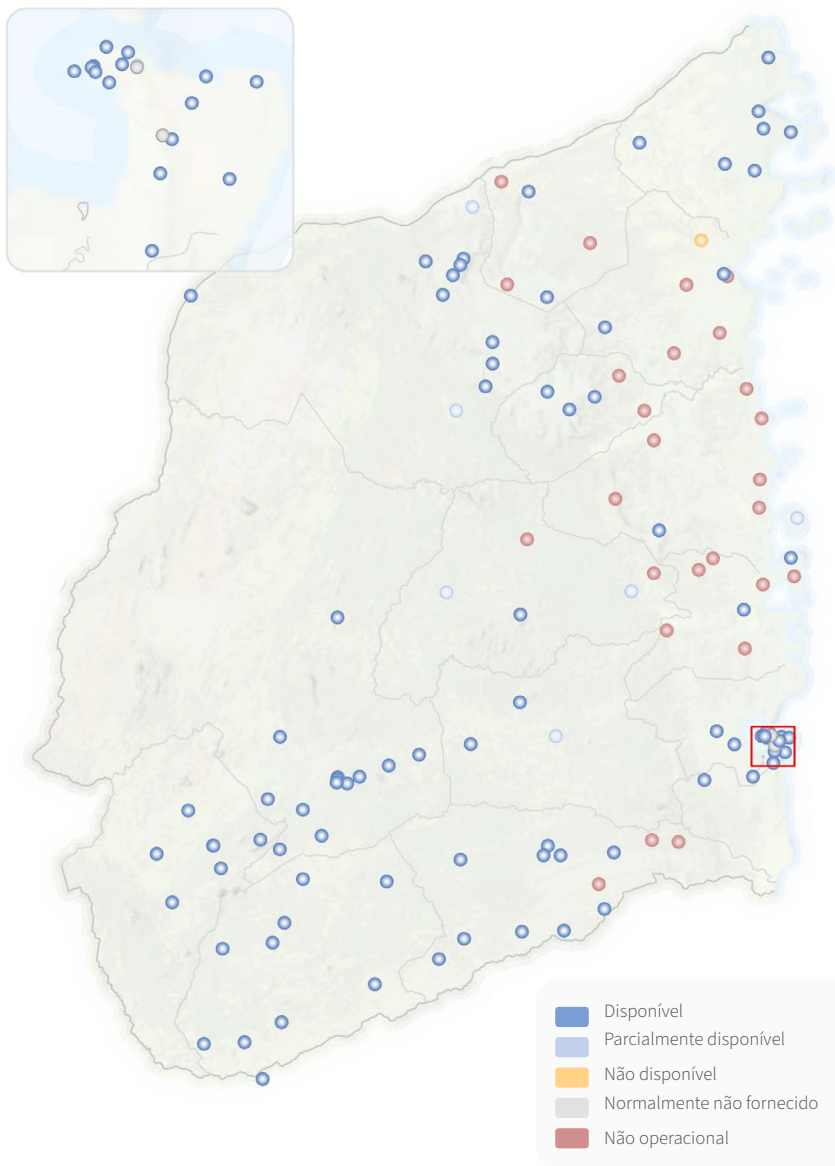 Disponível
Parcialmente disponível
Não disponível
Normalmente não fornecido
Não operacional